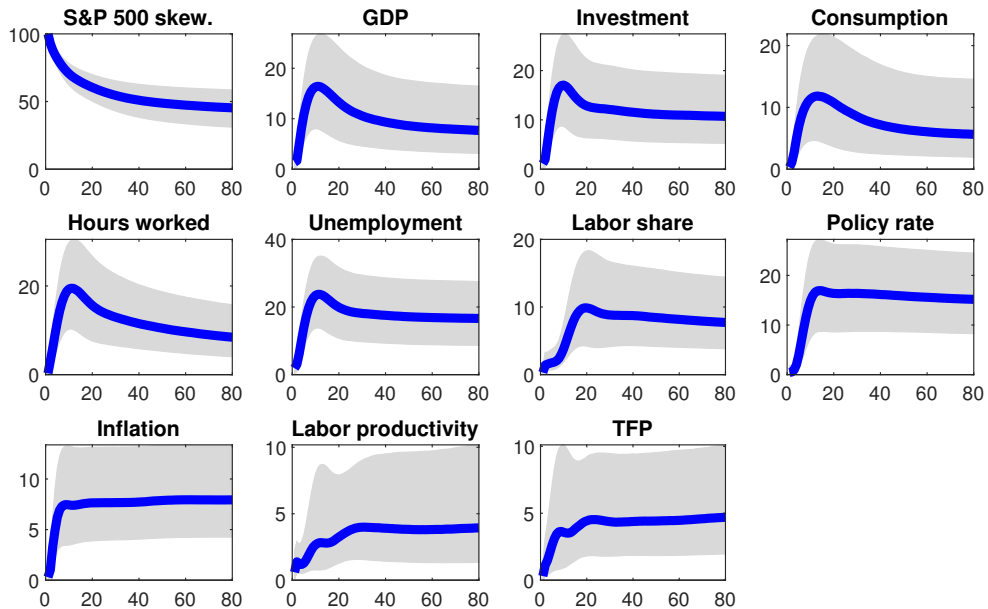 S&P 500 skew. GDP Investment Consumption
100 50 0 20 10 0 20 10 0 20 10 0
0 20 40 60 80 0 20 40 60 80 0 20 40 60 80 0 20 40 60 80
Hours worked Unemployment Labor share Policy rate
20 0 40 20 0 20 10 0 20 10 0
0 20 40 60 80 0 20 40 60 80 0 20 40 60 80 0 20 40 60 80
Inflation Labor productivity TFP
10 5 0 10 5 0 10 5 0
0 20 40 60 80 0 20 40 60 80 0 20 40 60 80